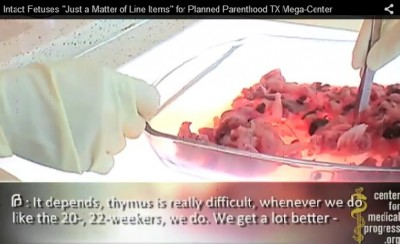 Intact Fetuses "Just a Matter of Line Items" for Planned Parenthood TX Mega-Center
: It depends, thymus is really difficult, whenever we do
like the 20-, 22-weekers, we do. We get a lot better -
center
for
medical
progress
.org